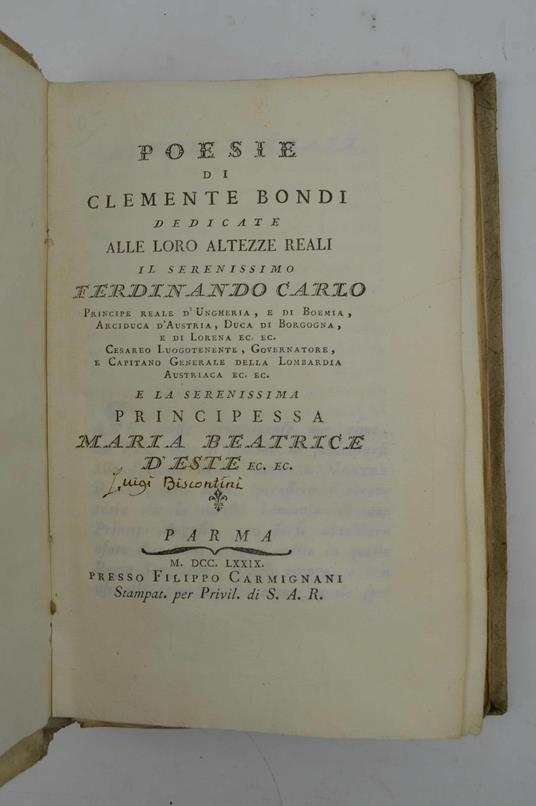 POESIE
DI
CLEMENTE BONDI
DEDICATE
ALLE LORO ALTEZZE REALI
IL SERENISSIMO
FERDINANDO CARLO
PRINCIPE REALE D'UNGHERIA, E DI BOEMIA,
ARCIDUCA D'AUSTRIA, DUCA DI BORGOGNA,
E DI LORENA EC. EC.
CESAREO LUOGOTENENTE, GOVERNATORE,
E CAPITANO GENERALE DELLA LOMBARDIA
AUSTRIACA EC. EC.
E LA SERENISSIMA
PRINCIPESSA
MARIA BEATRICE
D'ESTE EC. EC.
Luigi Biscontini
PARMA
M. DCC. LXXIX.
PRESSO FILIPPO CARMIGNANI
Stampat. per Privil. di S. A. R.